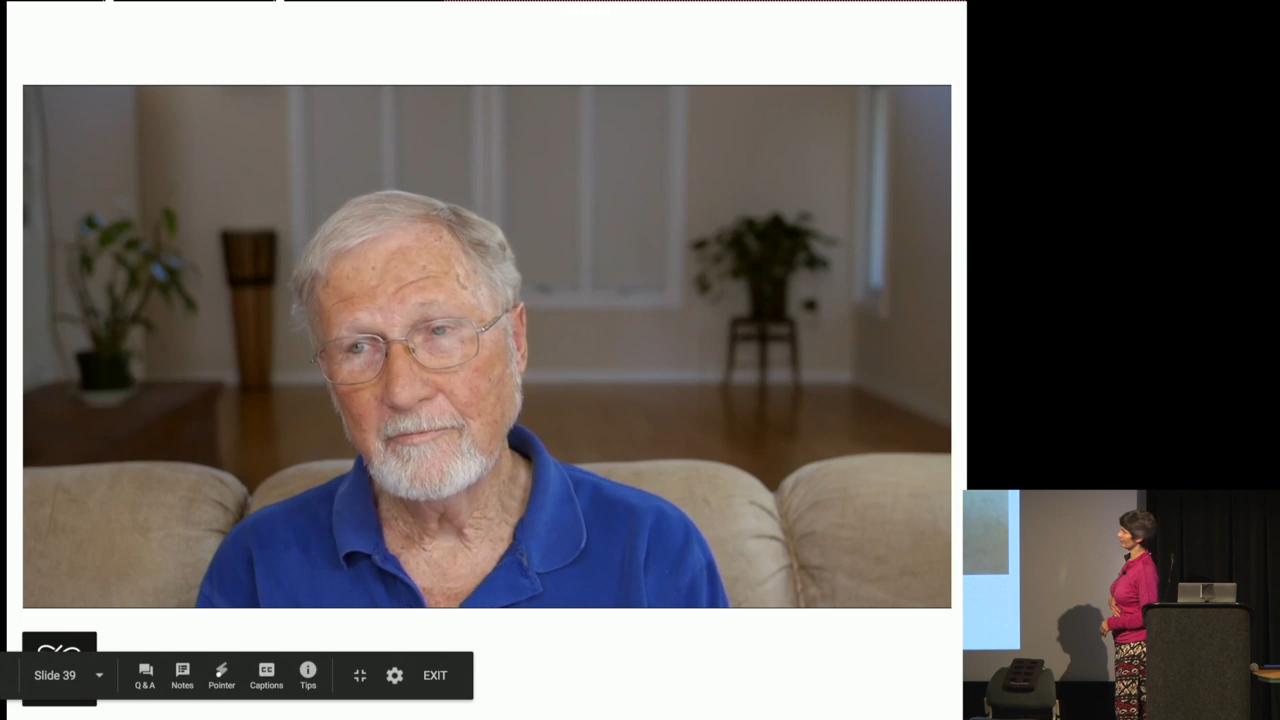 Slide 39
Q & A
Notes
Pointer
Captions
Tips
EXIT